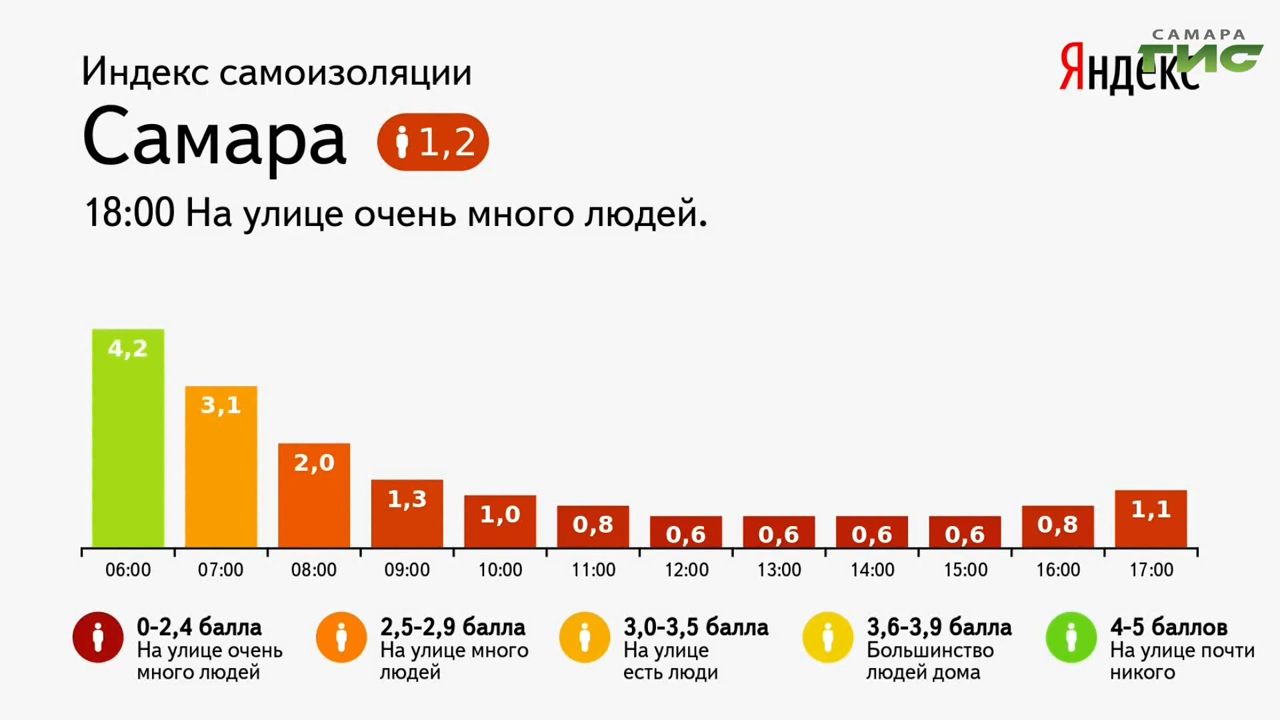 САМАРА
ГИС
Яндекс
Индекс самоизоляции
Самара 1,2
18:00 На улице очень много людей.
4,2
3,1
2,0
1,3
1,0
0,8
0,6
0,6
0,6
0,6
0,8
1,1
06:00 07:00 08:00 09:00 10:00 11:00 12:00 13:00 14:00 15:00 16:00 17:00
0-2,4 балла
На улице очень
много людей
2,5-2,9 балла
На улице много
людей
3,0-3,5 балла
На улице
есть люди
3,6-3,9 балла
Большинство
людей дома
4-5 баллов
На улице почти
никого